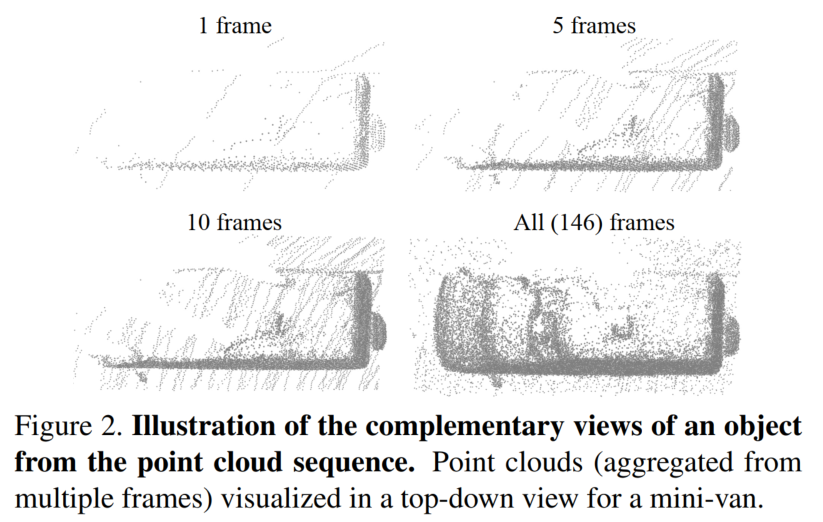 1 frame
5 frames
10 frames
All (146) frames
Figure 2. Illustration of the complementary views of an object
from the point cloud sequence. Point clouds (aggregated from
multiple frames) visualized in a top-down view for a mini-van.